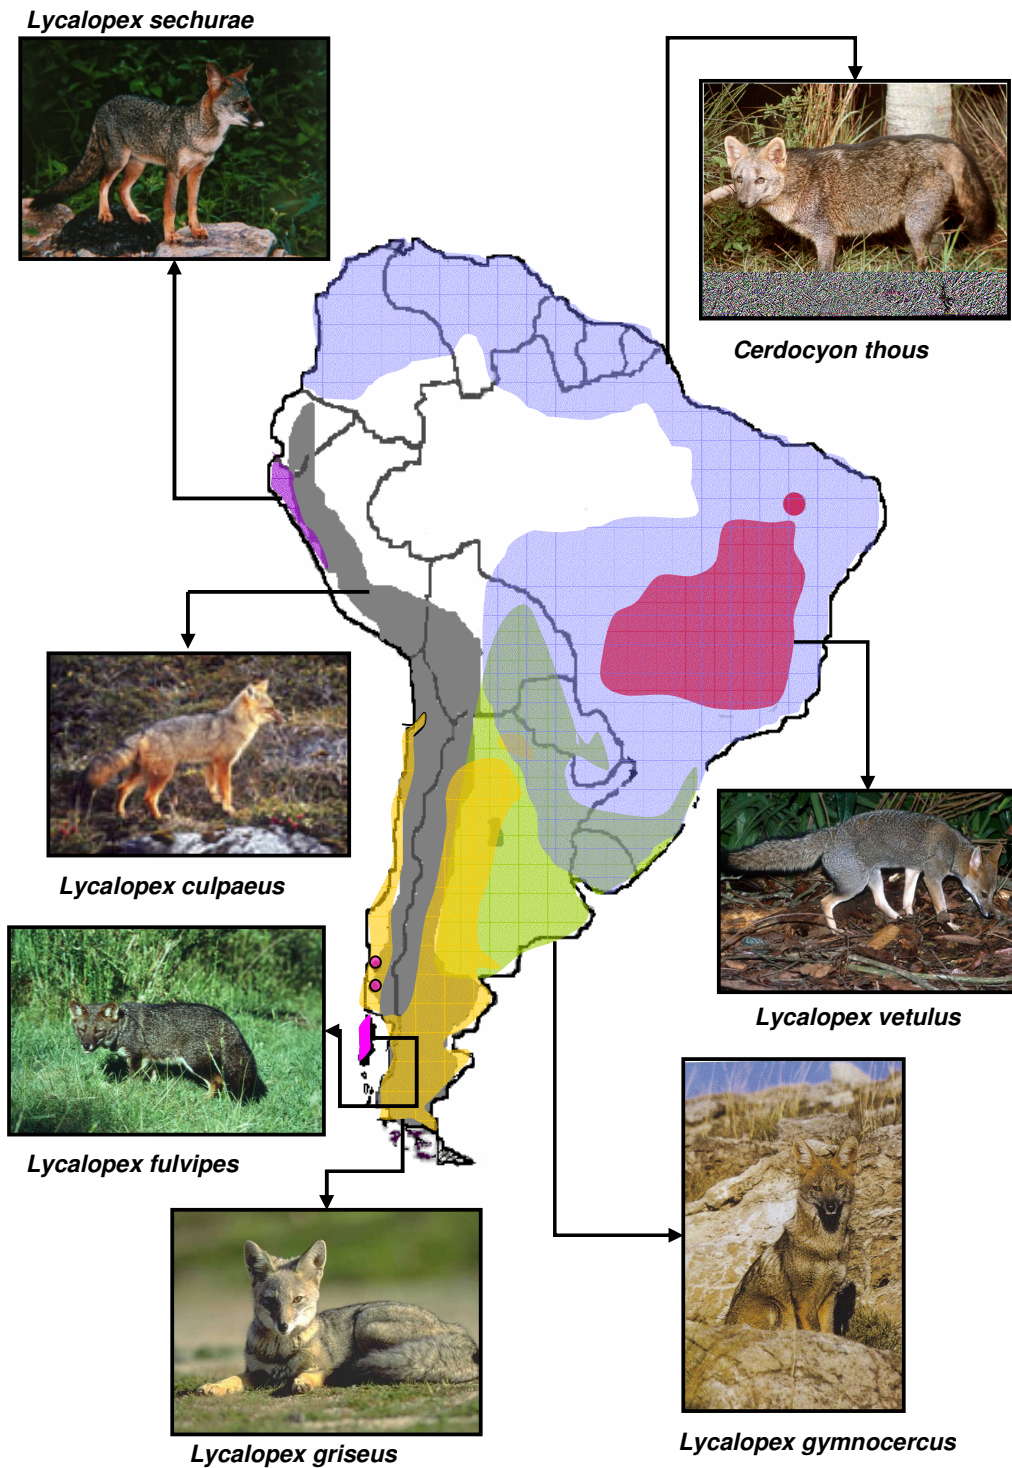 Lycalopex sechurae
Cerdocyon thous
Lycalopex culpaeus
Lycalopex vetulus
Lycalopex fulvipes
Lycalopex griseus
Lycalopex gymnocercus